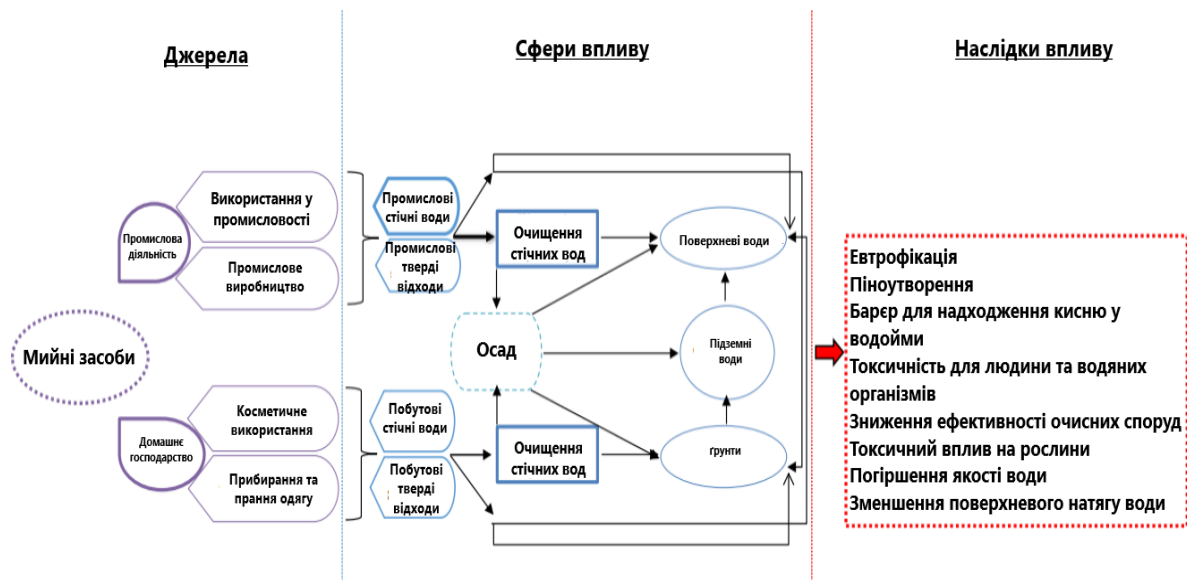 Джерела
Сфери впливу
Наслідки впливу
Мийні засоби
Промислова
діяльність
Використання у
промисловості
Промислове
виробництво
Домашнє
господарство
Косметичне
використання
Прибирання та
прання одягу
Промислові
стічні води
Промислові
тверді
відходи
Побутові
стічні води
Побутові
тверді
відходи
Очищення
стічних вод
Осад
Очищення
стічних вод
Поверхневі води
Підземні
води
ґрунти
Евтрофікація
Піноутворення
Барєр для надходження кисню у
водойми
Токсичність для людини та водяних
організмів
Зниження ефективності очисних споруд
Токсичний вплив на рослини
Погіршення якості води
Зменшення поверхневого натягу води